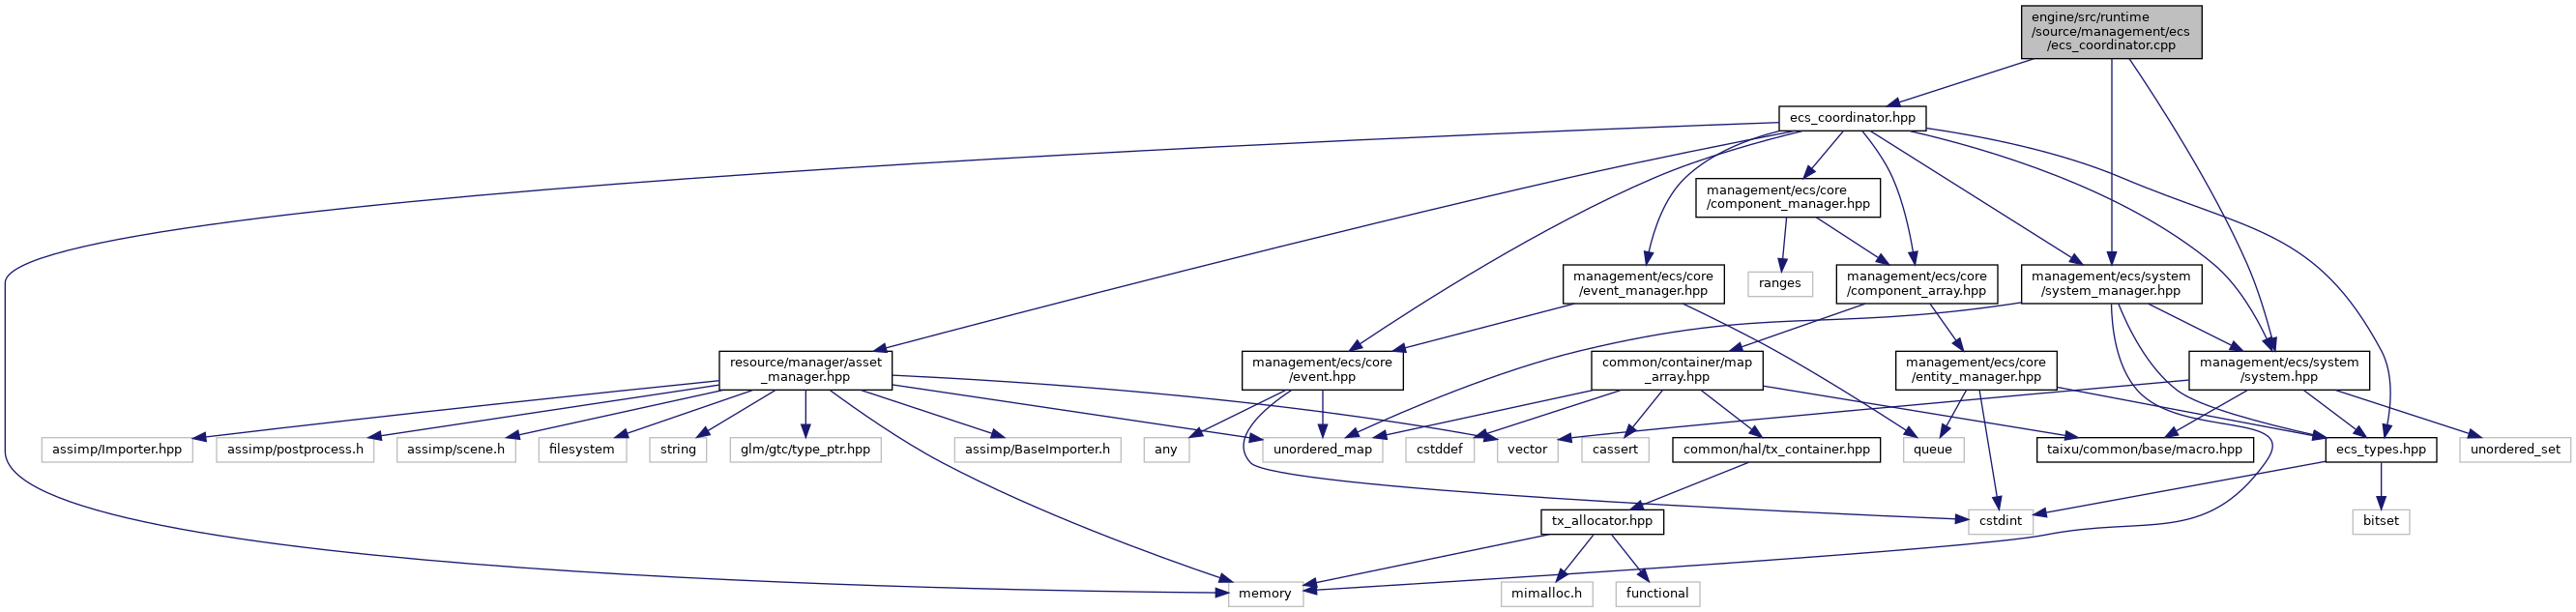 engine/src/runtime
/source/management/ecs
/ecs_coordinator.cpp
ecs_coordinator.hpp
management/ecs/core
/component_manager.hpp
management/ecs/core
/event_manager.hpp
ranges
management/ecs/core
/component_array.hpp
management/ecs/system
/system_manager.hpp
resource/manager/asset
_manager.hpp
management/ecs/core
/event.hpp
common/container/map
_array.hpp
management/ecs/core
/entity_manager.hpp
management/ecs/system
/system.hpp
assimp/Importer.hpp
assimp/postprocess.h
assimp/scene.h
filesystem
string
glm/gtc/type_ptr.hpp
assimp/BaseImporter.h
any
unordered_map
cstddef
vector
cassert
common/hal/tx_container.hpp
queue
taixu/common/base/macro.hpp
ecs_types.hpp
unordered_set
tx_allocator.hpp
cstdint
bitset
memory
mimalloc.h
functional